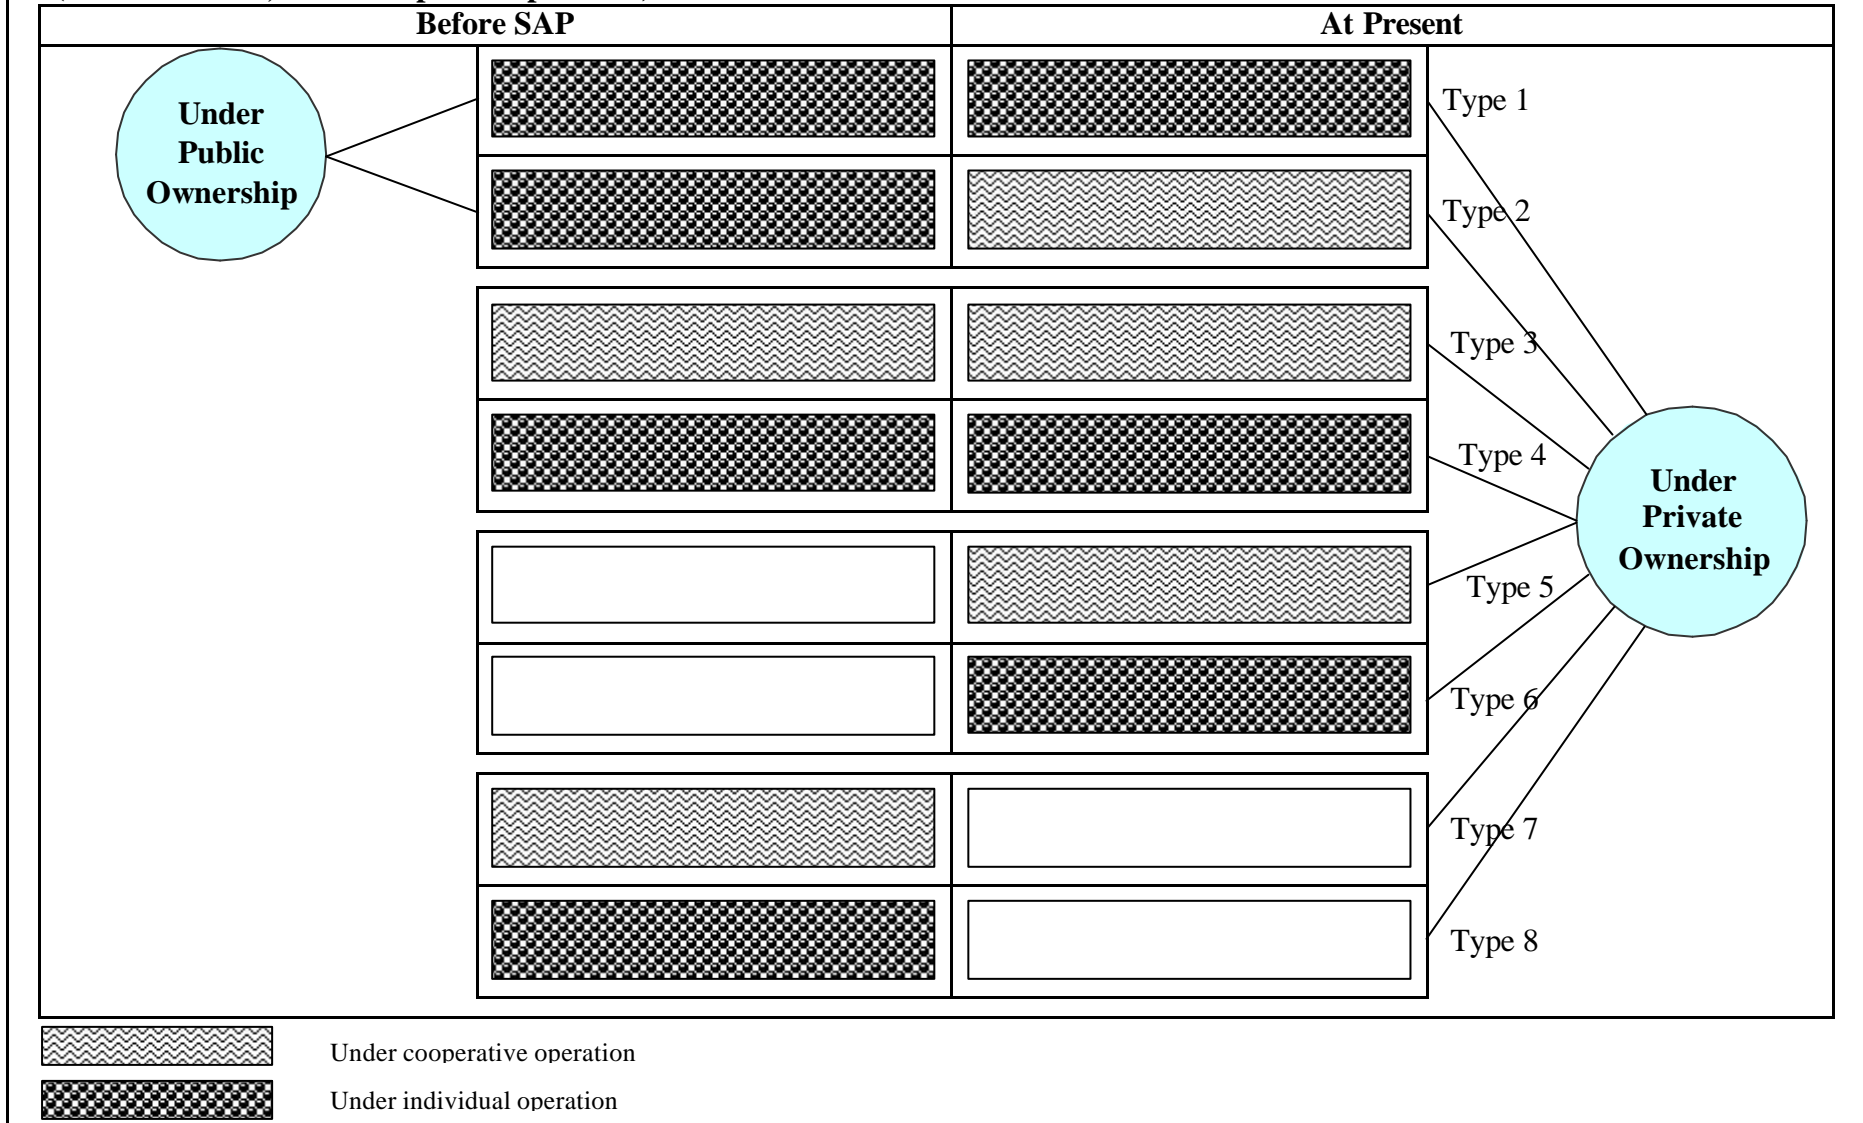 Before SAP
At Present
Under
Public
Ownership
Type 1
Type 2
Type 3
Type 4
Under
Private
Ownership
Type 5
Type 6
Type 7
Type 8
Under cooperative operation
Under individual operation